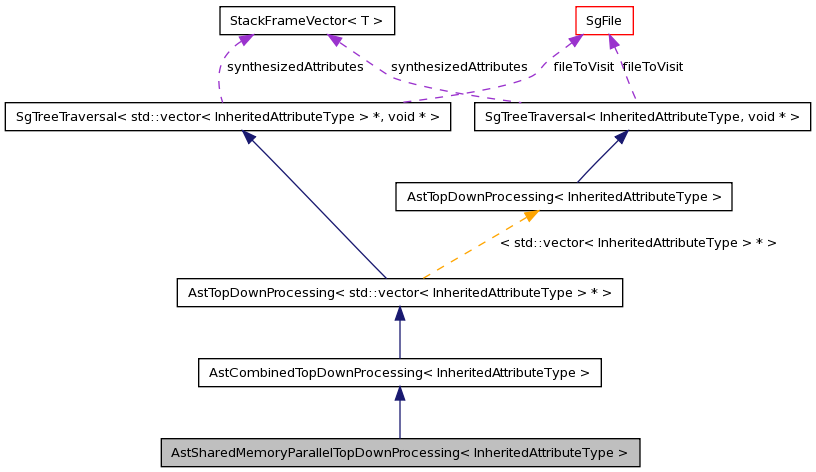 StackFrameVector< T >
SgFile
synthesizedAttributes
synthesizedAttributes
fileToVisit
fileToVisit
SgTreeTraversal< std::vector< InheritedAttributeType > *, void * >
SgTreeTraversal< InheritedAttributeType, void * >
AstTopDownProcessing< InheritedAttributeType >
< std::vector< InheritedAttributeType > * >
AstTopDownProcessing< std::vector< InheritedAttributeType > * >
AstCombinedTopDownProcessing< InheritedAttributeType >
AstSharedMemoryParallelTopDownProcessing< InheritedAttributeType >